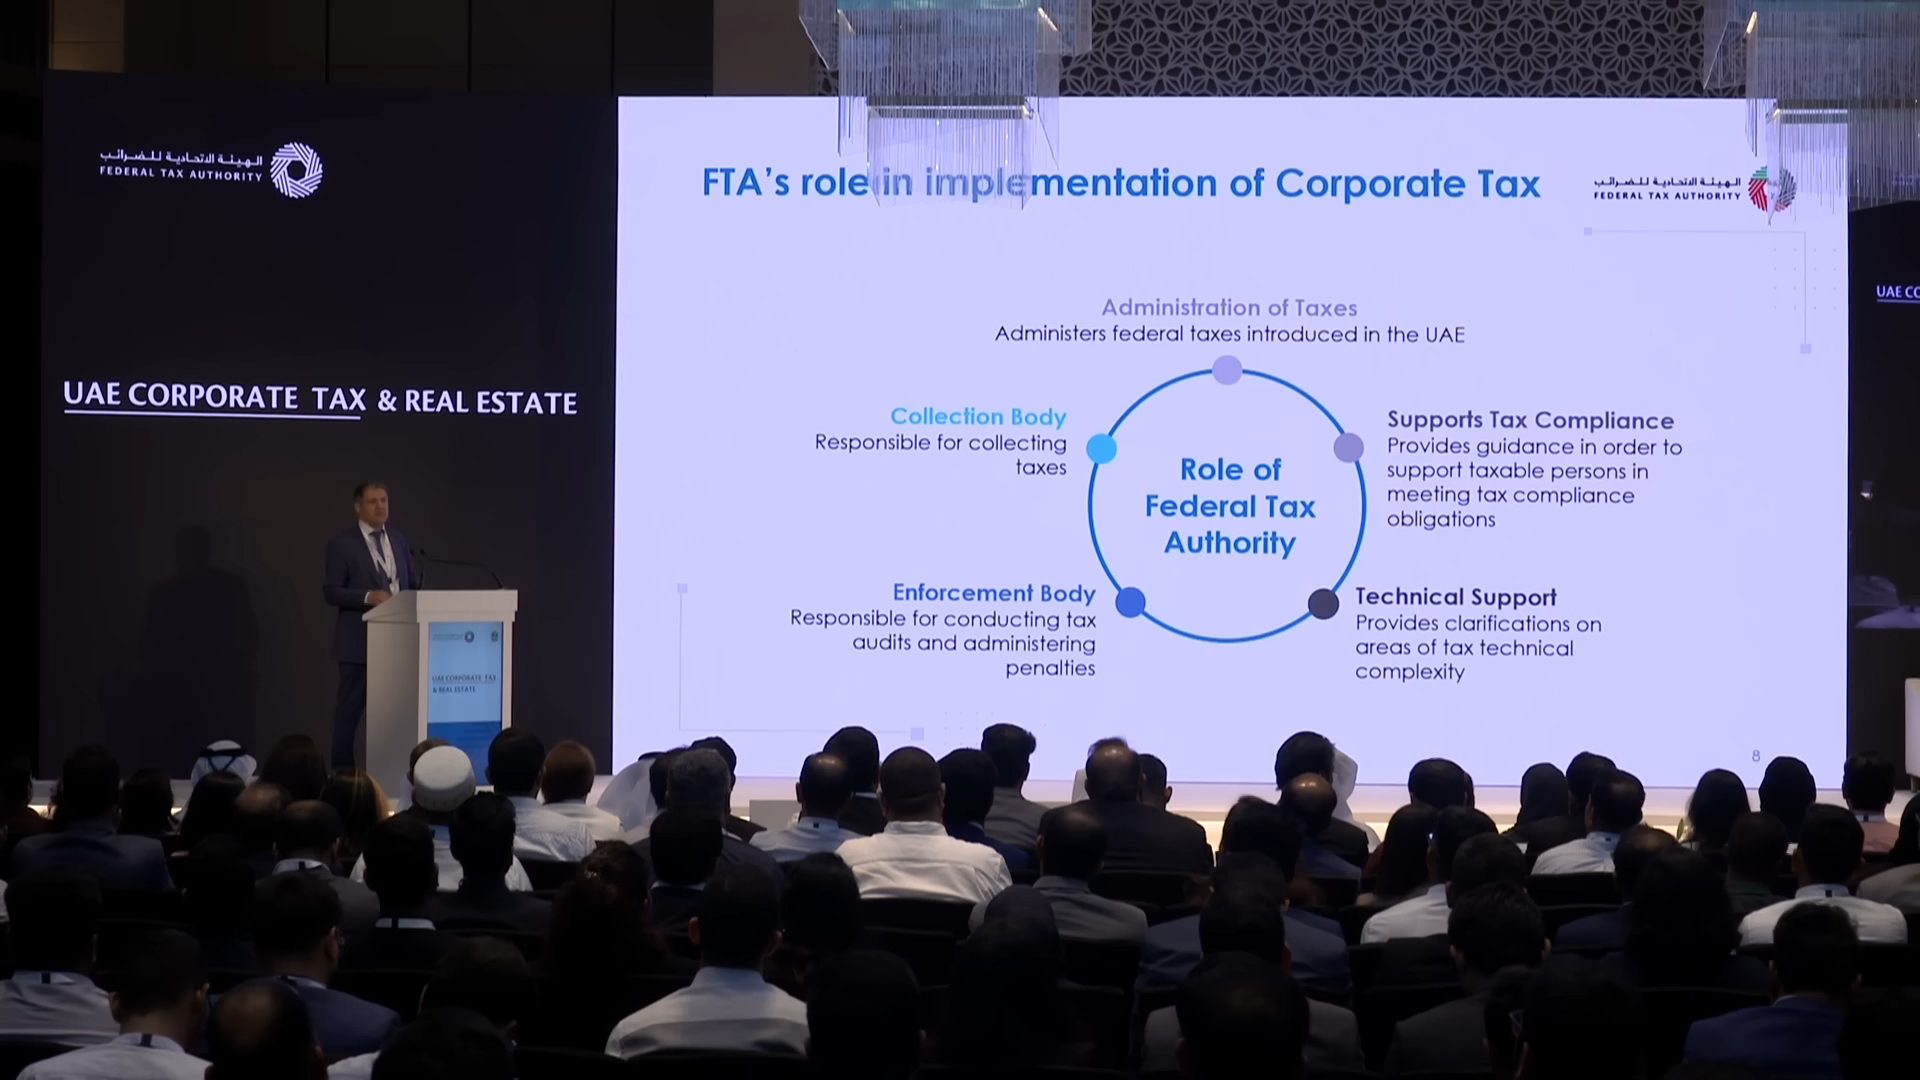 الهيئة الاتحادية للضرائب
FEDERAL TAX AUTHORITY
UAE CORPORATE TAX & REAL ESTATE
FTA's role in implementation of Corporate Tax
الهيئة الاتحادية للضرائب
FEDERAL TAX AUTHORITY
Administration of Taxes
Administers federal taxes introduced in the UAE
Collection Body
Responsible for collecting
taxes
Supports Tax Compliance
Provides guidance in order to
support taxable persons in
meeting tax compliance
obligations
Role of
Federal Tax
Authority
Enforcement Body
Responsible for conducting tax
audits and administering
penalties
Technical Support
Provides clarifications on
areas of tax technical
complexity
8
UAE CORPORATE TAX
& REAL ESTATE
UAE CO